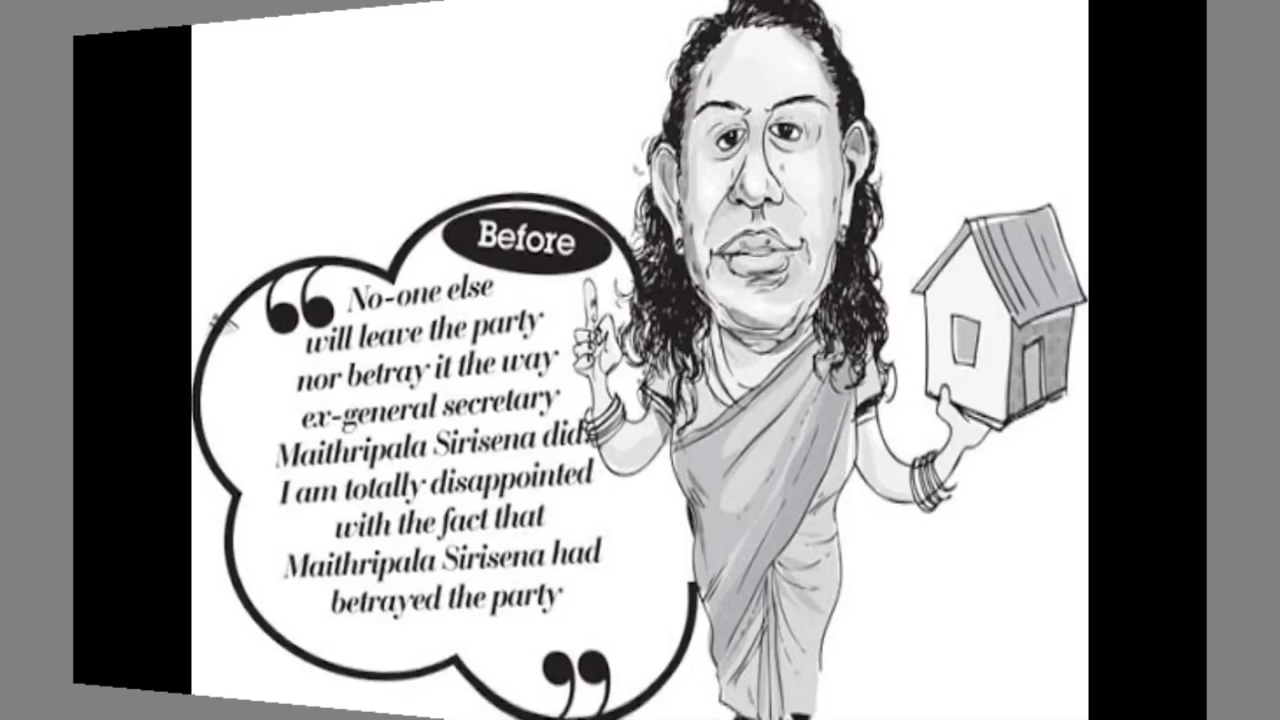 Before
“No-one else
will leave the party
nor betray it the way
ex-general secretary
Maithripala Sirisena did.
I am totally disappointed
with the fact that
Maithripala Sirisena had
betrayed the party
”